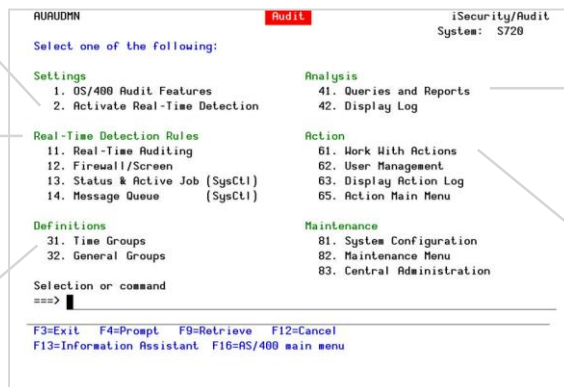 AUAUDMN Audit iSecurity/Audit
System: S720
Select one of the following:
Settings
1. OS/400 Audit Features
2. Activate Real-Time Detection
Real-Time Detection Rules
11. Real-Time Auditing
12. Firewall/Screen
13. Status & Active Job (SysCtl)
14. Message Queue (SysCtl)
Definitions
31. Time Groups
32. General Groups
Analysis
41. Queries and Reports
42. Display Log
Action
61. Work With Actions
62. User Management
63. Display Action Log
65. Action Main Menu
Maintenance
81. System Configuration
82. Maintenance Menu
83. Central Administration
Selection or command
===>
F3=Exit F4=Prompt F9=Retrieve F12=Cancel
F13=Information Assistant F16=AS/400 main menu